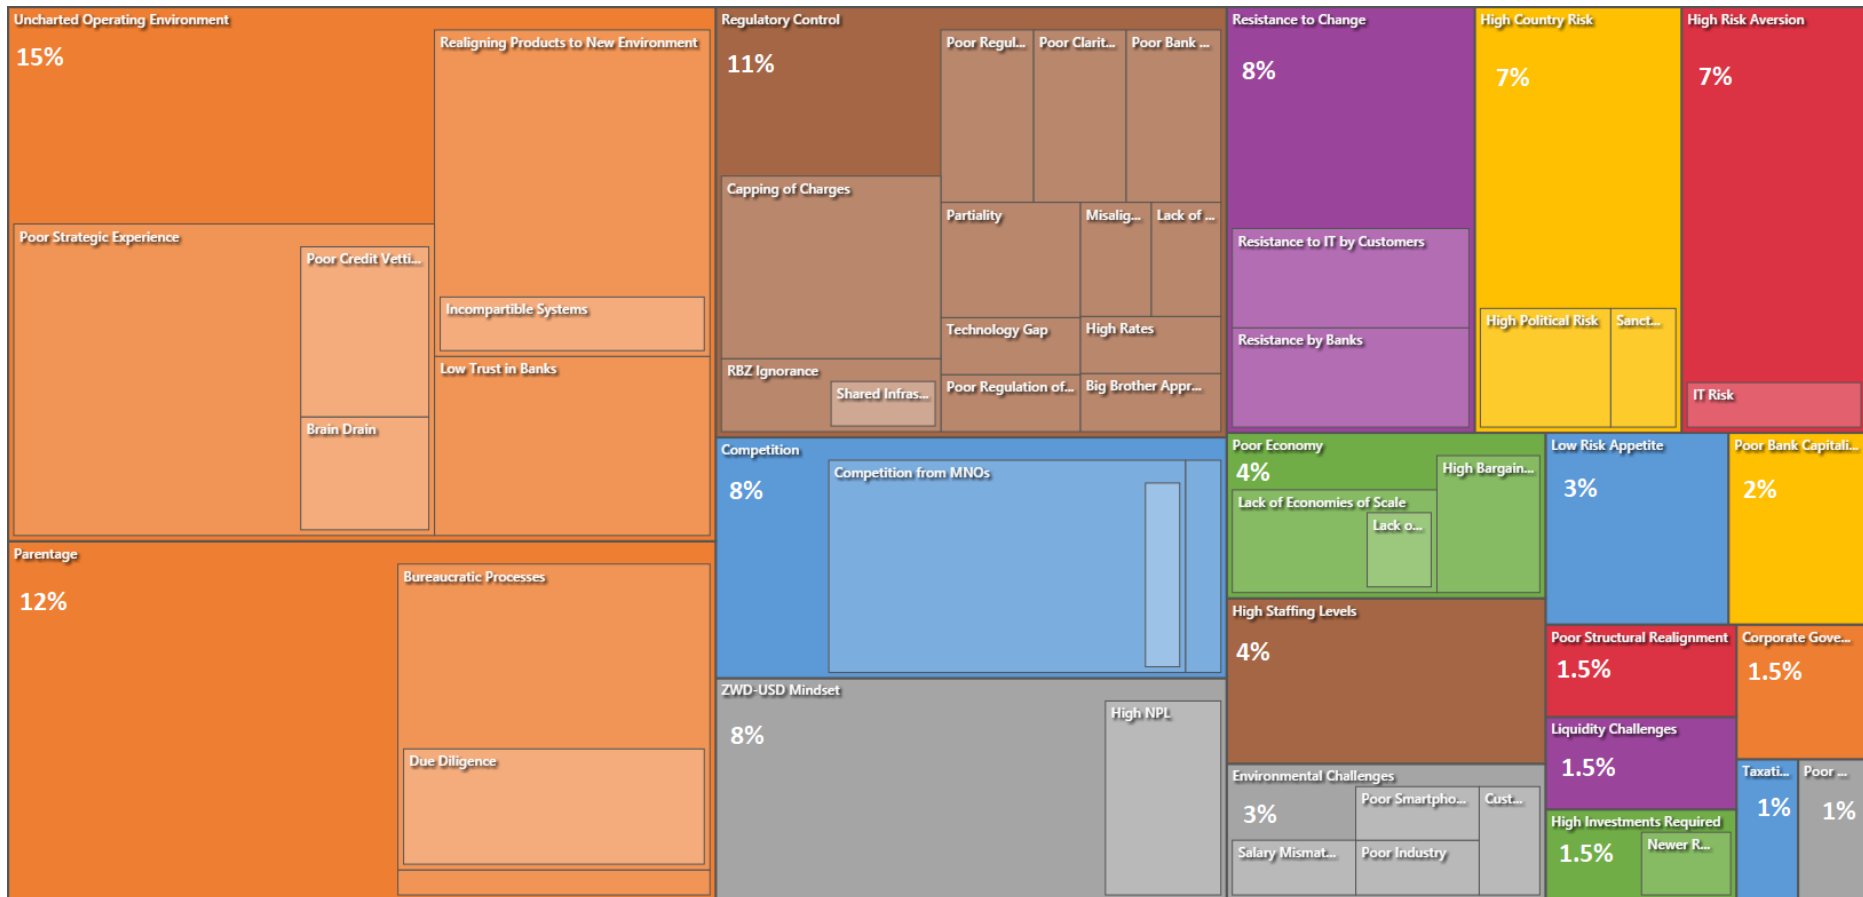 Uncharted Operating Environment
15%
Realigning Products to New Environment
Incompartible Systems
Poor Strategic Experience
Poor Credit Vetti...
Brain Drain
Low Trust in Banks
Parentage
12%
Bureaucratic Processes
Due Diligence
Regulatory Control
11%
Poor Regul...
Poor Clarit...
Poor Bank ...
Capping of Charges
Partiality
Misalig...
Lack of ...
Technology Gap
High Rates
RBZ Ignorance
Shared Infras...
Poor Regulation of...
Big Brother Appr...
Competition
8%
Competition from MNOs
ZWD-USD Mindset
8%
High NPL
Resistance to Change
8%
Resistance to IT by Customers
Resistance by Banks
High Country Risk
7%
High Political Risk
Sanct...
High Risk Aversion
7%
IT Risk
Poor Economy
4%
High Bargain...
Lack of Economies of Scale
Lack o...
High Staffing Levels
4%
Environmental Challenges
3%
Poor Smartpho...
Cust...
Salary Mismat...
Poor Industry
Low Risk Appetite
3%
Poor Bank Capitali...
2%
Poor Structural Realignment
1.5%
Corporate Gove...
1.5%
Liquidity Challenges
1.5%
High Investments Required
1.5%
Newer R...
Taxati...
1%
Poor ...
1%